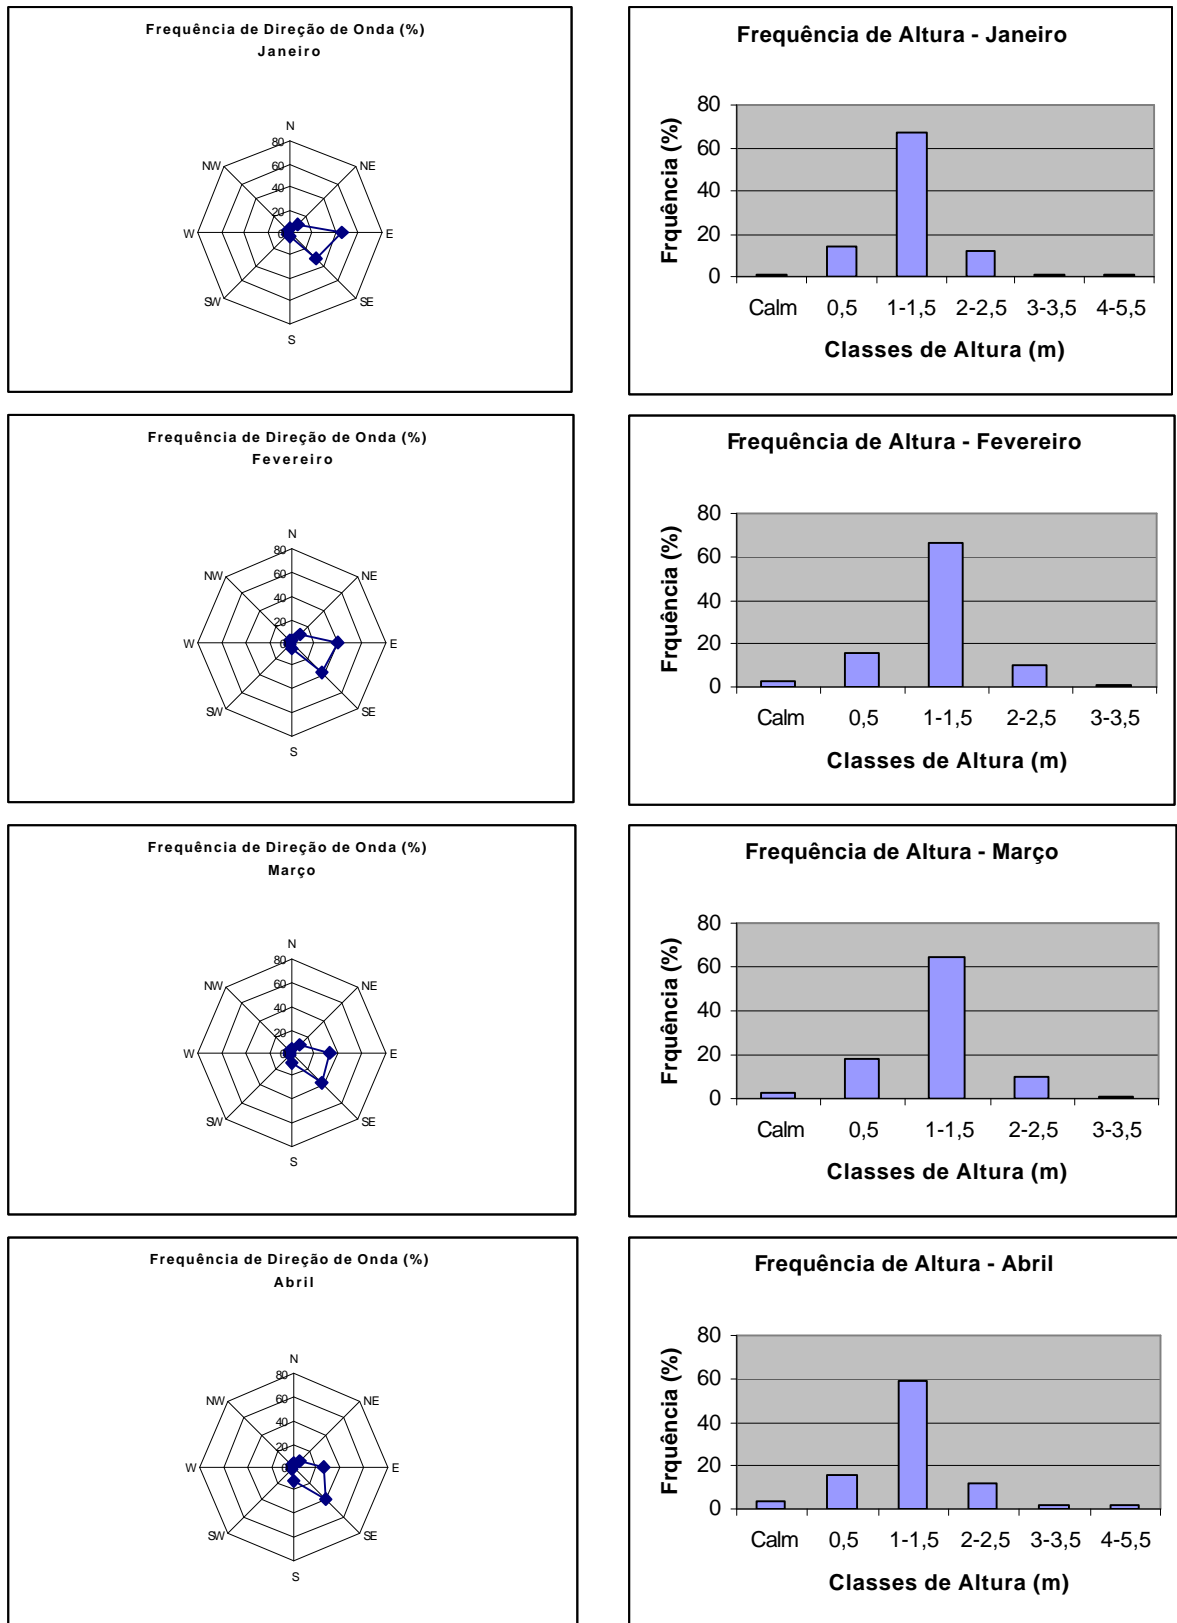 Frequência de Direção de Onda (%)
Janeiro
N
NE
E
SE
S
SW
W
NW
80
60
40
20
0
Frequência de Altura - Janeiro
Frquência (%)
80
60
40
20
0
Calm 0,5 1-1,5 2-2,5 3-3,5 4-5,5
Classes de Altura (m)
Frequência de Direção de Onda (%)
Fevereiro
N
NE
E
SE
S
SW
W
NW
80
60
40
20
0
Frequência de Altura - Fevereiro
Frquência (%)
80
60
40
20
0
Calm 0,5 1-1,5 2-2,5 3-3,5
Classes de Altura (m)
Frequência de Direção de Onda (%)
Março
N
NE
E
SE
S
SW
W
NW
80
60
40
20
0
Frequência de Altura - Março
Frquência (%)
80
60
40
20
0
Calm 0,5 1-1,5 2-2,5 3-3,5
Classes de Altura (m)
Frequência de Direção de Onda (%)
Abril
N
NE
E
SE
S
SW
W
NW
80
60
40
20
0
Frequência de Altura - Abril
Frquência (%)
80
60
40
20
0
Calm 0,5 1-1,5 2-2,5 3-3,5 4-5,5
Classes de Altura (m)